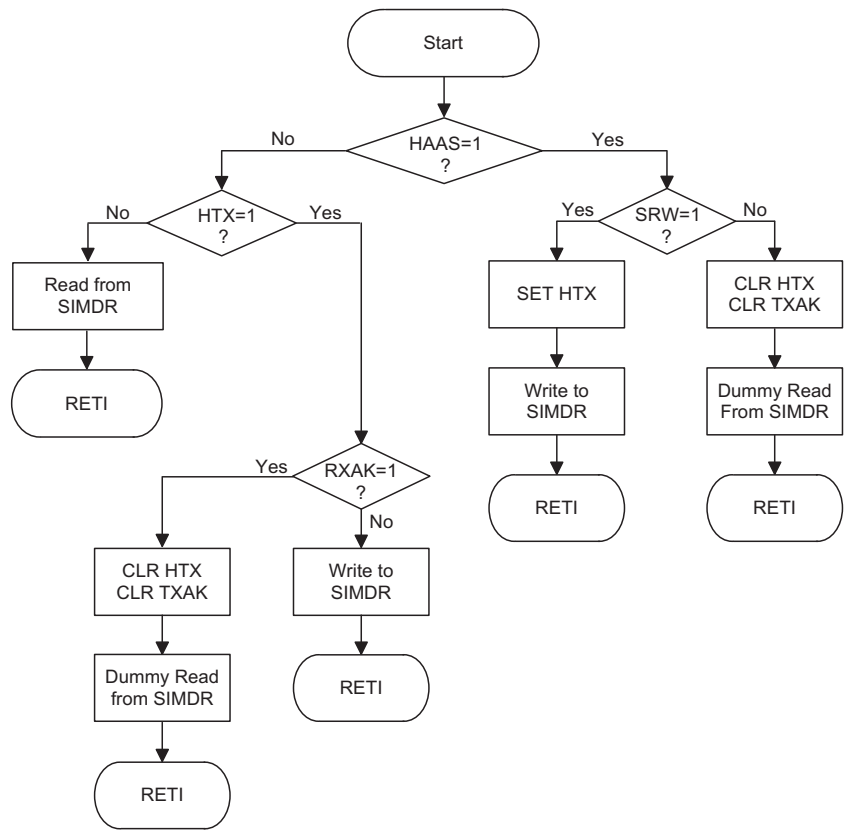 Start
HAAS=1
?
No
Yes
HTX=1
?
No
Yes
SRW=1
?
Yes
No
Read from
SIMDR
SET HTX
CLR HTX
CLR TXAK
RETI
Write to
SIMDR
Dummy Read
From SIMDR
RXAK=1
?
Yes
No
RETI
RETI
CLR HTX
CLR TXAK
Write to
SIMDR
Dummy Read
from SIMDR
RETI
RETI